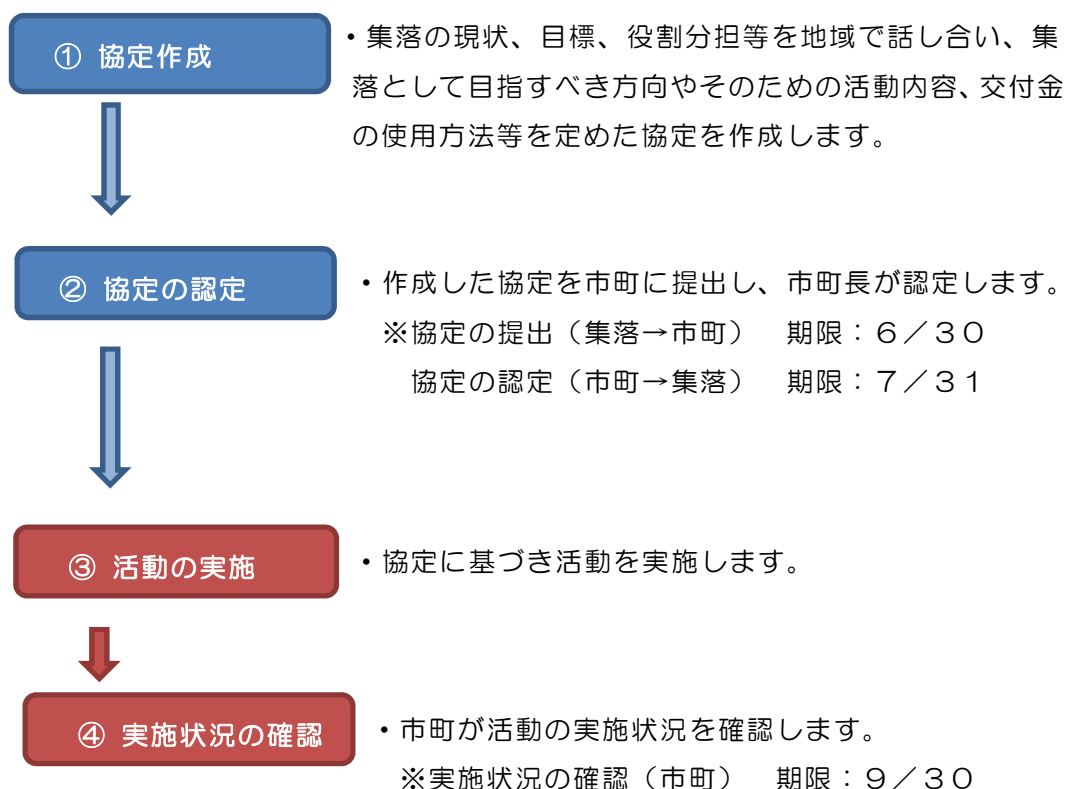 ① 協定作成
・集落の現状、目標、役割分担等を地域で話し合い、集
落として目指すべき方向やそのための活動内容、交付金
の使用方法等を定めた協定を作成します。
② 協定の認定
・作成した協定を市町に提出し、市町長が認定します。
※協定の提出（集落→市町）　期限：６／３０
協定の認定（市町→集落）　期限：７／３１
③ 活動の実施
・協定に基づき活動を実施します。
④ 実施状況の確認
・市町が活動の実施状況を確認します。
※実施状況の確認（市町）　期限：９／３０